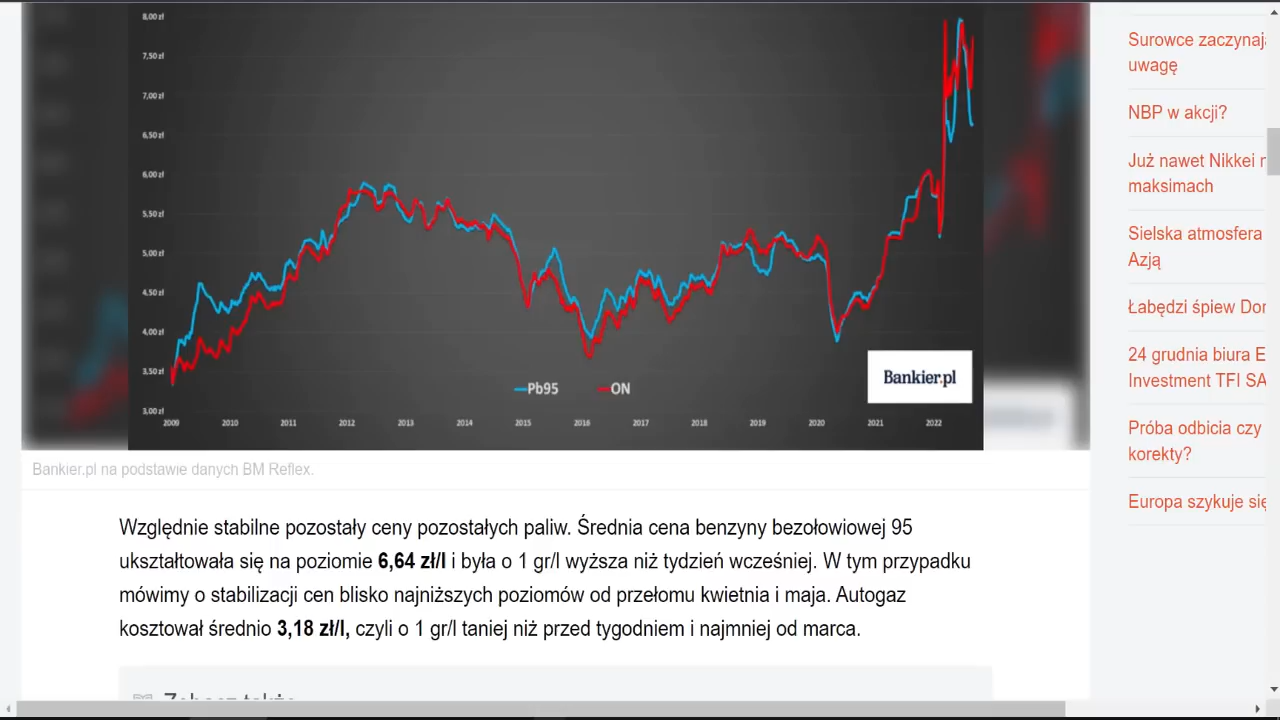 8,00 zł
7,50 zł
7,00 zł
6,50 zł
6,00 zł
5,50 zł
5,00 zł
4,50 zł
4,00 zł
3,50 zł
3,00 zł
2009 2010 2011 2012 2013 2014 2015 2016 2017 2018 2019 2020 2021 2022
Pb95 ON
Bankier.pl
Bankier.pl na podstawie danych BM Reflex.
Względnie stabilne pozostały ceny pozostałych paliw. Średnia cena benzyny bezołowiowej 95
ukształtowała się na poziomie 6,64 zł/l i była o 1 gr/l wyższa niż tydzień wcześniej. W tym przypadku
mówimy o stabilizacji cen blisko najniższych poziomów od przełomu kwietnia i maja. Autogaz
kosztował średnio 3,18 zł/l, czyli o 1 gr/l taniej niż przed tygodniem i najmniej od marca.
Zobacz także
Surowce zaczynają
uwagę
NBP w akcji?
Już nawet Nikkei
maksimach
Sielska atmosfera
Azją
Łabędzi śpiew
24 grudnia biura
Investment TFI SA
Próba odbicia czy
korekty?
Europa szykuje się